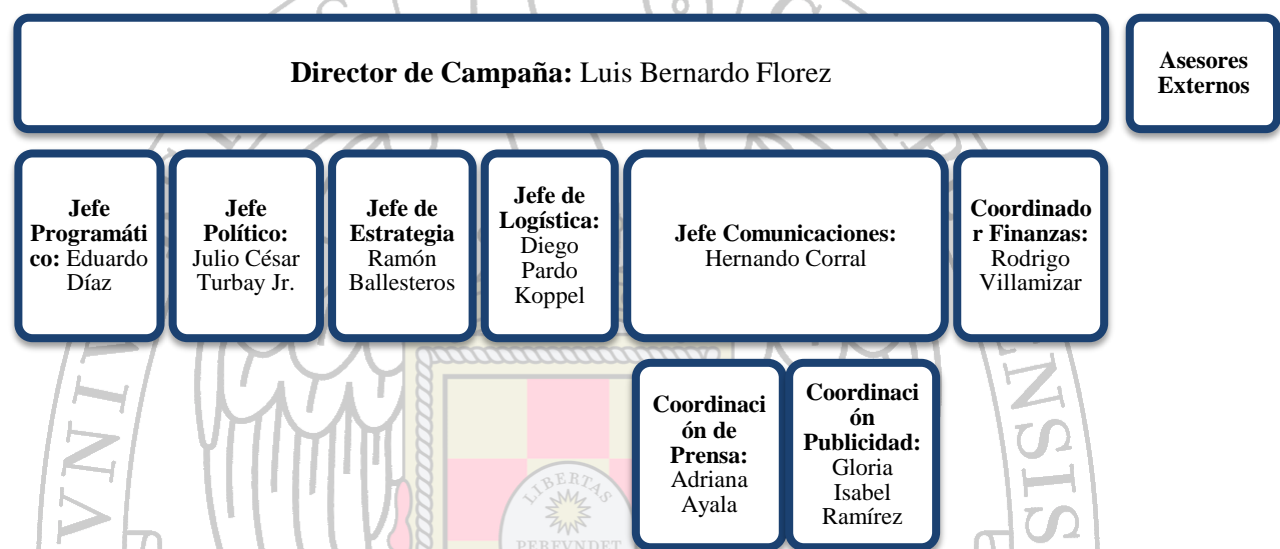 Director de Campaña: Luis Bernardo Florez
Asesores
Externos
Jefe
Programáti
co: Eduardo
Díaz
Jefe
Político:
Julio César
Turbay Jr.
Jefe de
Estrategia
Ramón
Ballesteros
Jefe de
Logística:
Diego
Pardo
Koppel
Jefe Comunicaciones:
Hernando Corral
Coordinado
r Finanzas:
Rodrigo
Villamizar
Coordinaci
ón de
Prensa:
Adriana
Ayala
Coordinaci
ón
Publicidad:
Gloria
Isabel
Ramírez
LIBERTAS
PERFVNDET